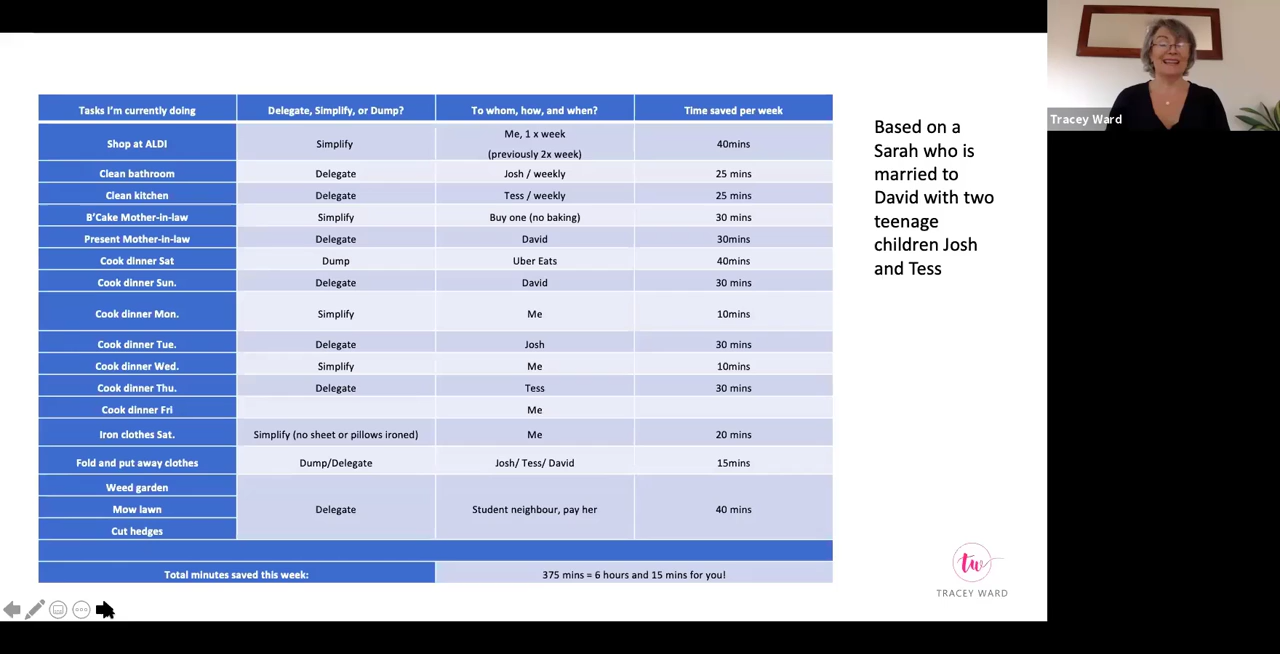 Tasks I'm currently doing Delegate, Simplify, or Dump? To whom, how, and when? Time saved per week
Shop at ALDI Simplify Me, 1 x week (previously 2x week) 40mins
Clean bathroom Delegate Josh / weekly 25 mins
Clean kitchen Delegate Tess / weekly 25 mins
B'Cake Mother-in-law Simplify Buy one (no baking) 30 mins
Present Mother-in-law Delegate David 30mins
Cook dinner Sat Dump Uber Eats 40mins
Cook dinner Sun. Delegate David 30 mins
Cook dinner Mon. Simplify Me 10mins
Cook dinner Tue. Delegate Josh 30 mins
Cook dinner Wed. Simplify Me 10mins
Cook dinner Thu. Delegate Tess 30 mins
Cook dinner Fri Me
Iron clothes Sat. Simplify (no sheet or pillows ironed) Me 20 mins
Fold and put away clothes Dump/Delegate Josh/ Tess/ David 15mins
Weed garden
Mow lawn Delegate Student neighbour, pay her 40 mins
Cut hedges
Total minutes saved this week: 375 mins = 6 hours and 15 mins for you!
Based on a
Sarah who is
married to
David with two
teenage
children Josh
and Tess
tw
TRACEY WARD
Tracey Ward